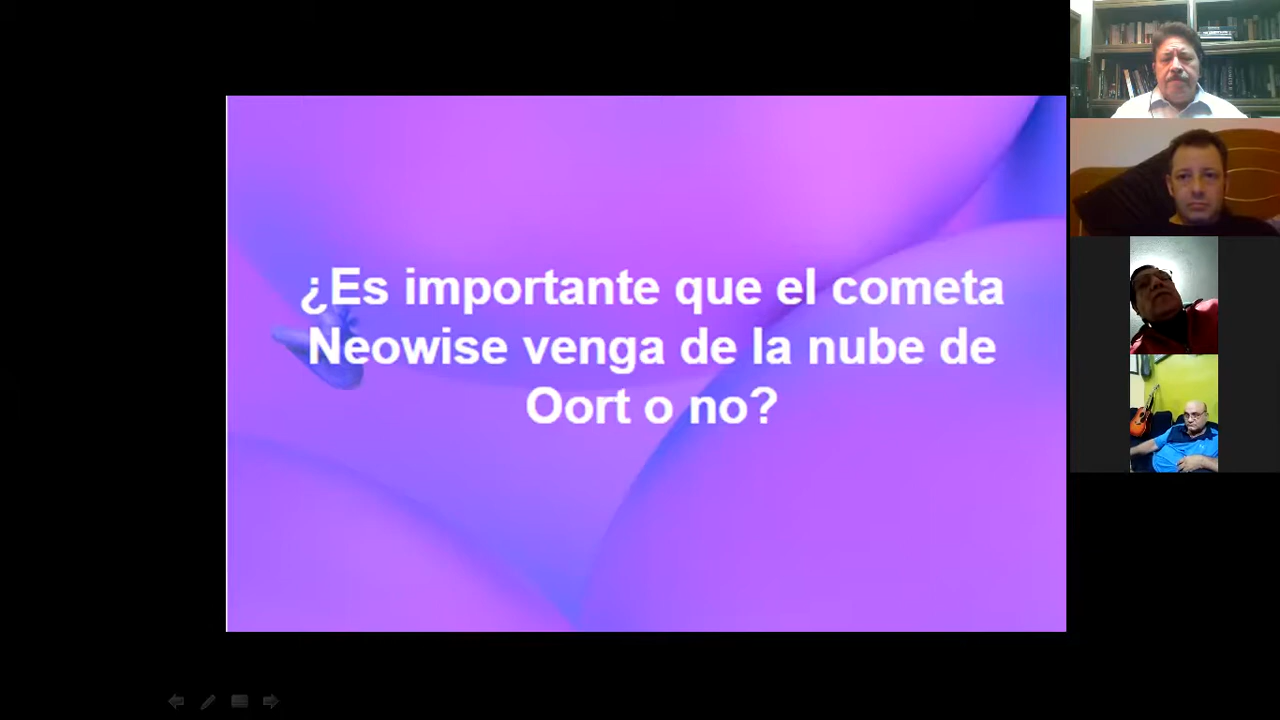 ¿Es importante que el cometa
Neowise venga de la nube de
Oort o no?